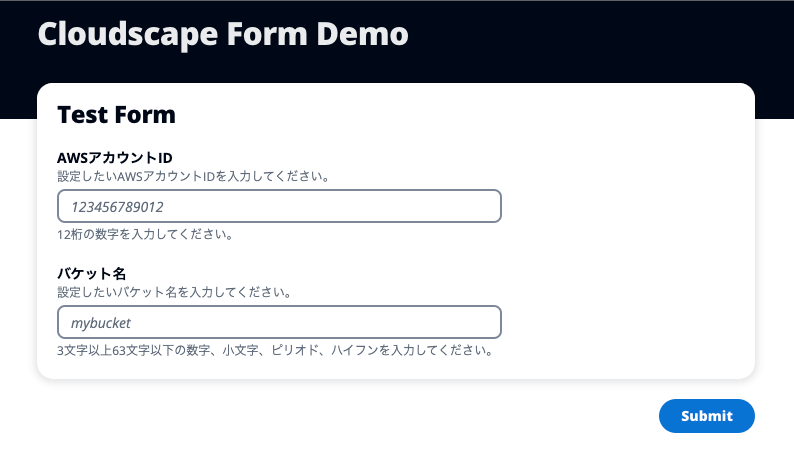 Cloudscape Form Demo
Test Form
AWSアカウントID
設定したいAWSアカウントIDを入力してください。
123456789012
12桁の数字を入力してください。
バケット名
設定したいバケット名を入力してください。
mybucket
3文字以上63文字以下の数字、小文字、ピリオド、ハイフンを入力してください。
Submit